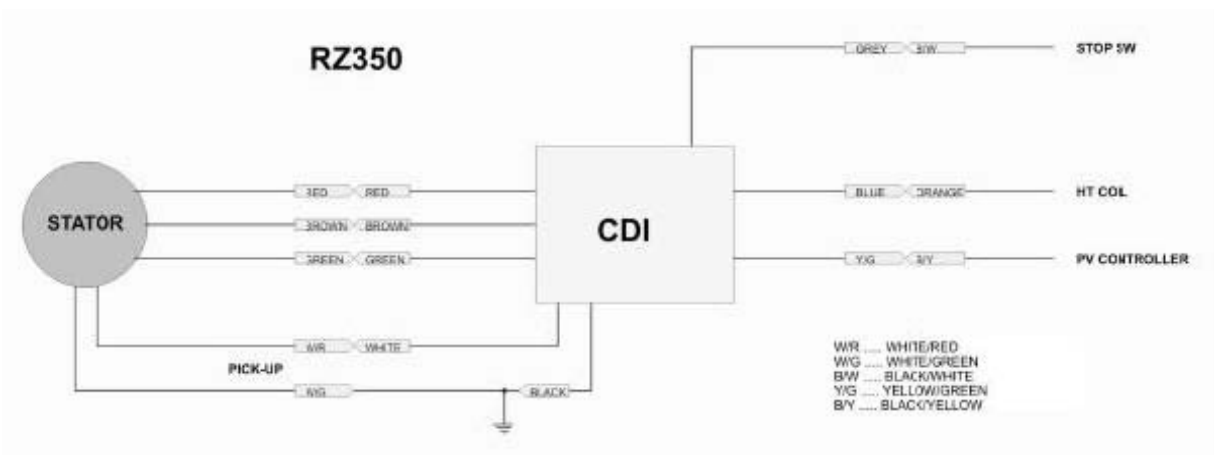 RZ350
GREY B/W STOP SW
STATOR
RED RED
BROWN BROWN
GREEN GREEN
CDI
BLUE ORANGE HT COIL
Y/G B/Y PV CONTROLLER
W/R WHITE
PICK-UP
W/G BLACK
W/R ..... WHITE/RED
W/G ..... WHITE/GREEN
B/W ..... BLACK/WHITE
Y/G ..... YELLOW/GREEN
B/Y ..... BLACK/YELLOW